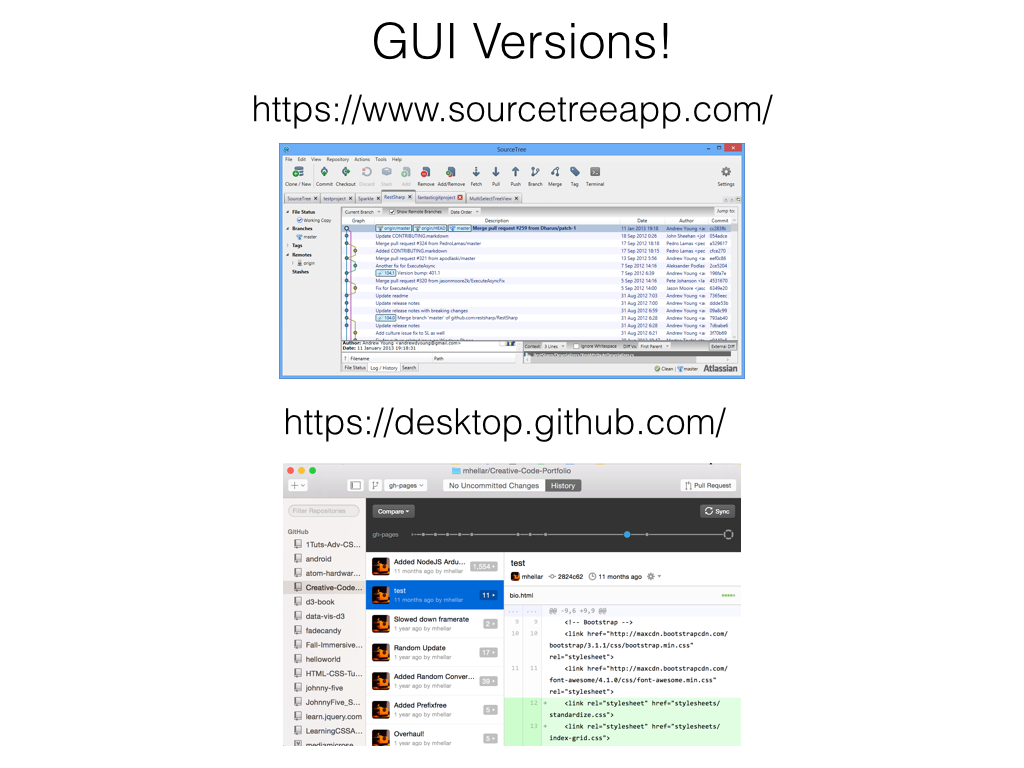 GUI Versions!
https://www.sourcetreeapp.com/
SourceTree
File Edit View Repository Actions Tools Help
Clone / New Commit Checkout Discard Stash Add Remove Add/Remove Fetch Pull Push Branch Merge Tag Terminal Settings
SourceTree testproject Sparkle RestSharp fantasticgitproject MultiSelectTreeView
Current Branch Show Remote Branches Date Order Jump to:
Graph Description Date Author Commit
File Status
Working Copy
Branches
master
Tags
Remotes
origin
Stashes
origin/master origin/HEAD master Merge pull request #259 from Dhanus/patch-1 11 Jan 2013 19:18 Andrew Young
Update CONTRIBUTING.markdown 18 Sep 2012 0:26 John Sheehan 054adce
Merge pull request #324 from PedroLamas/master 17 Sep 2012 18:18 Pedro Lamas a529617
Added CONTRIBUTING.markdown 17 Sep 2012 18:15 Pedro Lamas cfce270
Merge pull request #321 from apodlaski/master 13 Sep 2012 5:56 Andrew Young eef0c86
Another fix for ExecuteAsync 7 Sep 2012 14:16 Aleksander Podlas 2ce5204
104.1 Version bump: 401.1 7 Sep 2012 6:39 Andrew Young 196fa7e
Merge pull request #320 from jasonmoore2k/ExecuteAsyncfix 5 Sep 2012 14:16 Pete Johanson 4531670
Fix for ExecuteAsync 5 Sep 2012 14:00 Jason Moore 6349e20
Update readme 31 Aug 2012 7:03 Andrew Young 7365eec
Update release notes 31 Aug 2012 7:00 Andrew Young ddde53b
Update release notes with breaking changes 31 Aug 2012 6:59 Andrew Young 09a8c99
104.0 Merge branch 'master' of github.com:restsharp/RestSharp 31 Aug 2012 6:28 Andrew Young 793ab40
Update release notes 31 Aug 2012 6:28 Andrew Young 7dbabe6
Add culture issue fix to SL as well 31 Aug 2012 6:21 Andrew Young 3f70b69
Author: Andrew Young <andrewdyoung@gmail.com>
Date: 11 January 2013 19:18:31
Context: 3 Lines Ignore Whitespace Diff Vs First Parent External Diff
? Filename Path
File Status Log / History Search
Clean master Atlassian
https://desktop.github.com/
mhellar/Creative-Code-Portfolio
gh-pages No Uncommitted Changes History Pull Request
Filter Repositories
Compare Sync
gh-pages
GitHub
1Tuts-Adv-CS...
android
atom-hardwar...
Creative-Code...
d3-book
data-vis-d3
fadecandy
Fall-Immersive...
helloworld
HTML-CSS-Tu...
johnny-five
JohnnyFive_S...
learn.jquery.com
LearningCSSA...
Added NodeJS Ardu... 1,554
11 months ago by mhellar
test 11
11 months ago by mhellar
Slowed down framerate 2
1 year ago by mhellar
Random Update 17
1 year ago by mhellar
Added Random Conver... 39
1 year ago by mhellar
Added Prefixfree 5
1 year ago by mhellar
Overhaul! 5
1 year ago by mhellar
test
mhellar 2824c62 11 months ago
bio.html
@@ -9,6 +9,9 @@
9 9 <!-- Bootstrap -->
10 10 <link href="http://maxcdn.bootstrapcdn.com/
bootstrap/3.1.1/css/bootstrap.min.css"
rel="stylesheet">
11 11 <link href="http://maxcdn.bootstrapcdn.com/
font-awesome/4.1.0/css/font-awesome.min.css"
rel="stylesheet">
12 + <link rel="stylesheet" href="stylesheets/
standardize.css">
13 + <link rel="stylesheet" href="stylesheets/
index-grid.css">